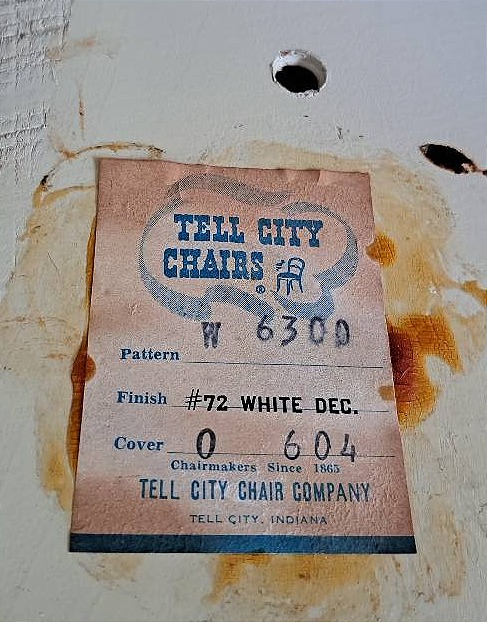 TELL CITY
CHAIRS ®
Pattern W 6300
Finish #72 WHITE DEC.
Cover 0 604
Chairmakers Since 1865
TELL CITY CHAIR COMPANY
TELL CITY, INDIANA